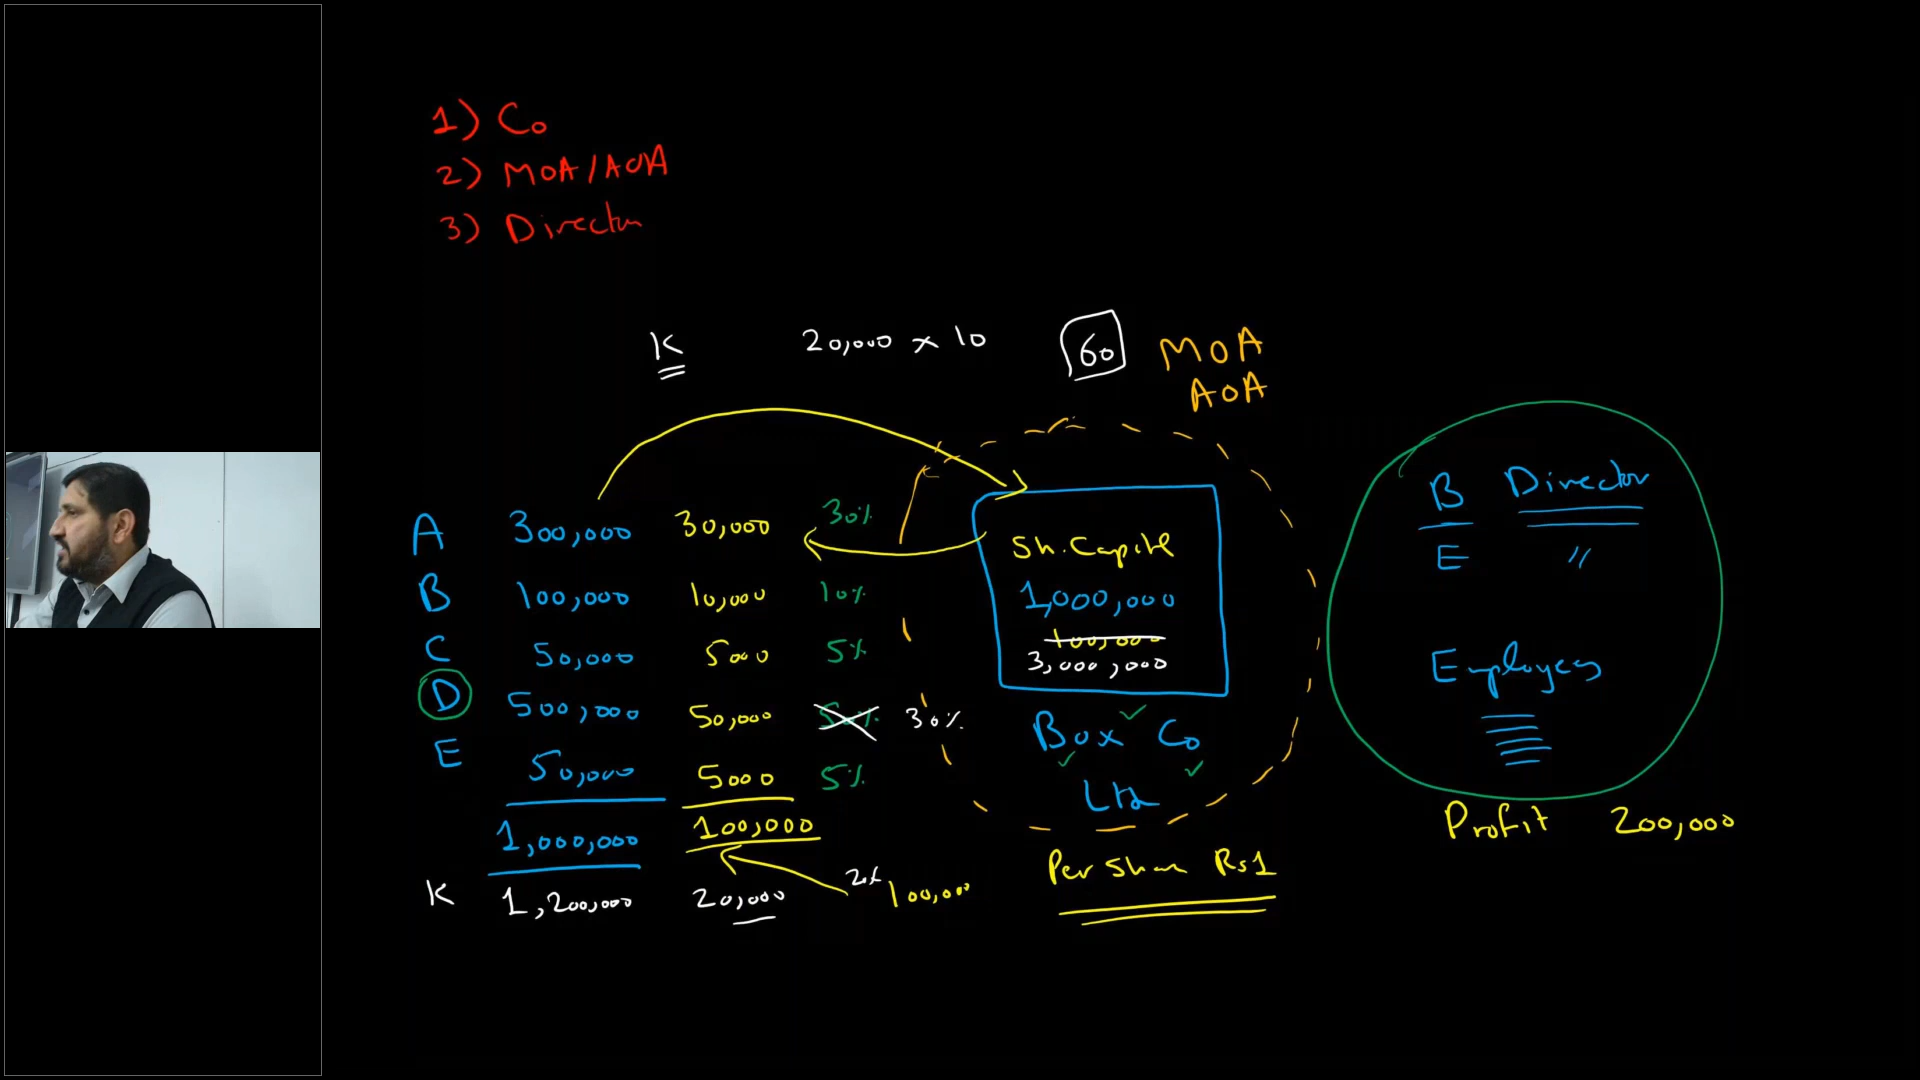 1) Co
2) MOA/AOA
3) Director
K 20,000 x 10 60 MOA
AOA
A 300,000 30,000 30%
B 100,000 10,000 10%
C 50,000 5000 5%
D 500,000 50,000 50% 30%
E 50,000 5000 5%
1,000,000 100,000
K 1,200,000 20,000 20% 100,000
Sh. Capital
1,000,000
100,000
3,000,000
Box Co
Ltd
Per Share Rs1
B Director
E "
Employees
Profit 200,000